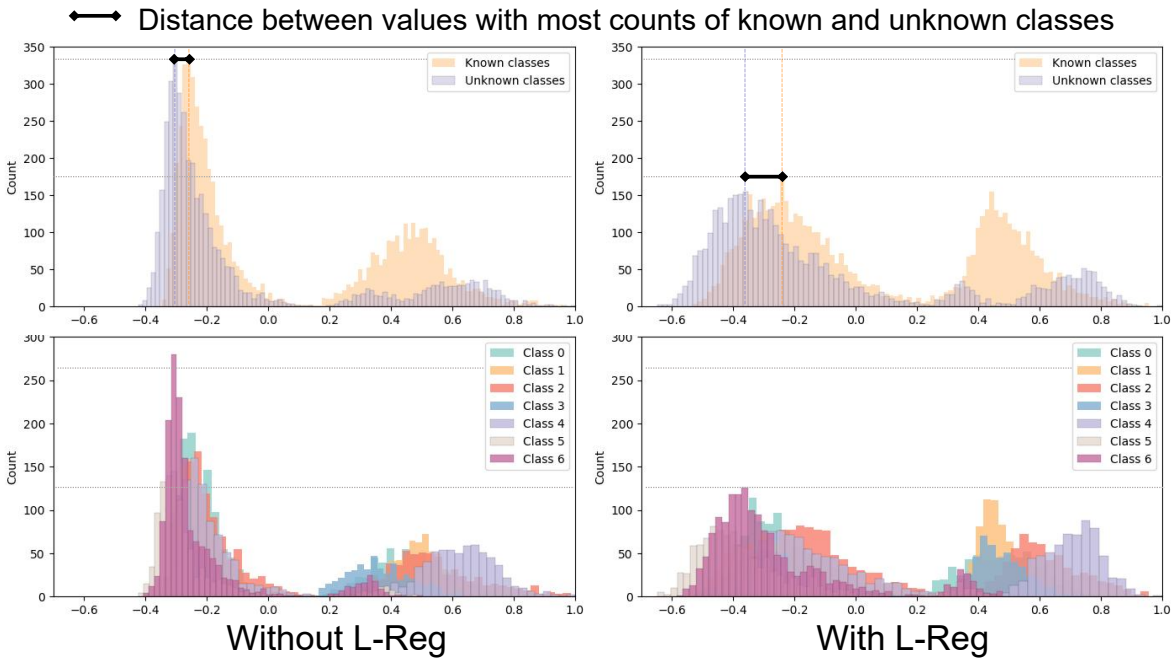 Distance between values with most counts of known and unknown classes
350
300
250
200
150
100
50
0
Count
Known classes
Unknown classes
−0.6 −0.4 −0.2 0.0 0.2 0.4 0.6 0.8 1.0
350
300
250
200
150
100
50
0
Count
Known classes
Unknown classes
−0.6 −0.4 −0.2 0.0 0.2 0.4 0.6 0.8 1.0
300
250
200
150
100
50
0
Count
Class 0
Class 1
Class 2
Class 3
Class 4
Class 5
Class 6
−0.6 −0.4 −0.2 0.0 0.2 0.4 0.6 0.8 1.0
300
250
200
150
100
50
0
Count
Class 0
Class 1
Class 2
Class 3
Class 4
Class 5
Class 6
−0.6 −0.4 −0.2 0.0 0.2 0.4 0.6 0.8 1.0
Without L-Reg
With L-Reg